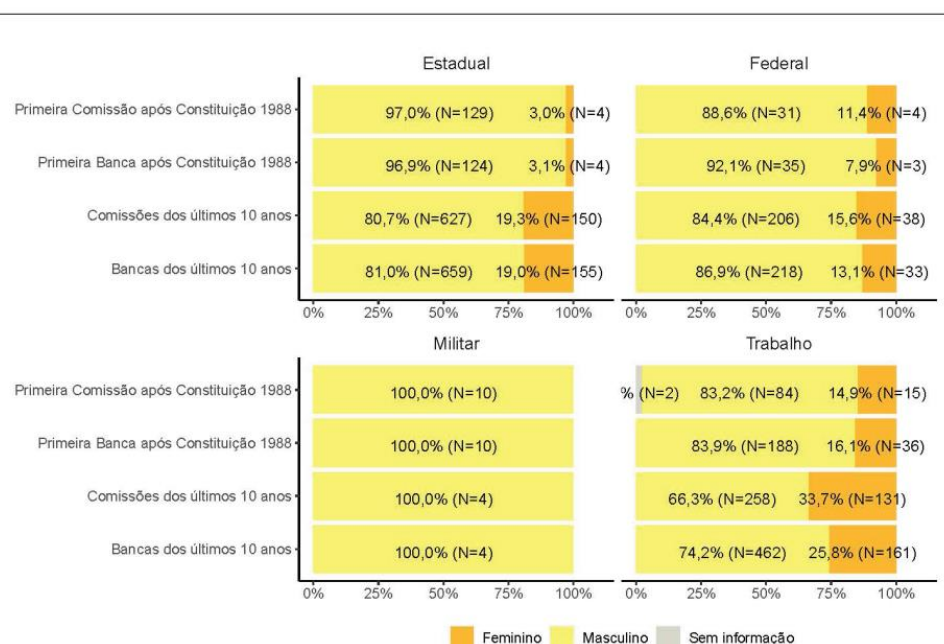 Estadual
Primeira Comissão após Constituição 1988 97,0% (N=129) 3,0% (N=4)
Primeira Banca após Constituição 1988 96,9% (N=124) 3,1% (N=4)
Comissões dos últimos 10 anos 80,7% (N=627) 19,3% (N=150)
Bancas dos últimos 10 anos 81,0% (N=659) 19,0% (N=155)
0% 25% 50% 75% 100%
Federal
88,6% (N=31) 11,4% (N=4)
92,1% (N=35) 7,9% (N=3)
84,4% (N=206) 15,6% (N=38)
86,9% (N=218) 13,1% (N=33)
0% 25% 50% 75% 100%
Militar
Primeira Comissão após Constituição 1988 100,0% (N=10)
Primeira Banca após Constituição 1988 100,0% (N=10)
Comissões dos últimos 10 anos 100,0% (N=4)
Bancas dos últimos 10 anos 100,0% (N=4)
0% 25% 50% 75% 100%
Trabalho
% (N=2) 83,2% (N=84) 14,9% (N=15)
83,9% (N=188) 16,1% (N=36)
66,3% (N=258) 33,7% (N=131)
74,2% (N=462) 25,8% (N=161)
0% 25% 50% 75% 100%
Feminino Masculino Sem informação